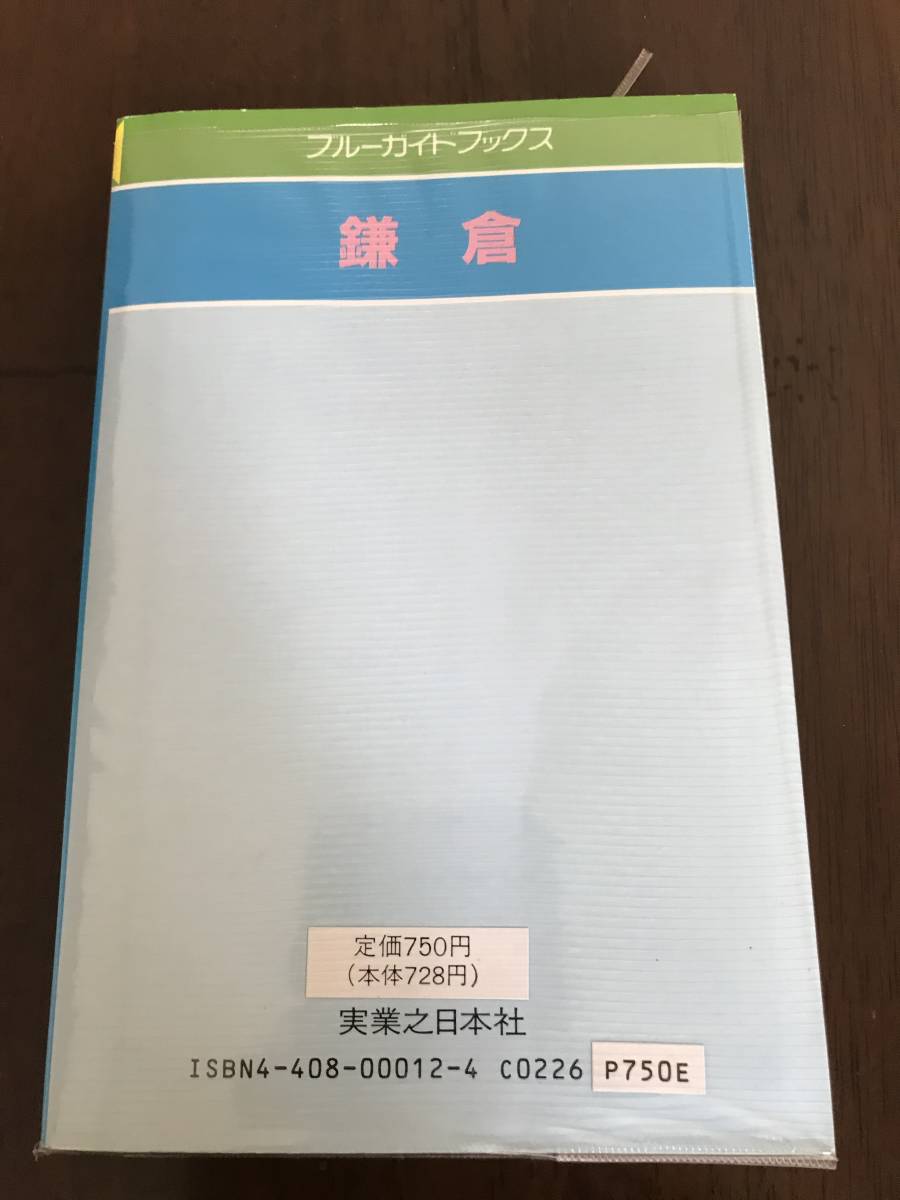 ブルーガイドブックス
鎌倉
定価750円
(本体728円)
実業之日本社
ISBN4-408-00012-4 C0226 P750E